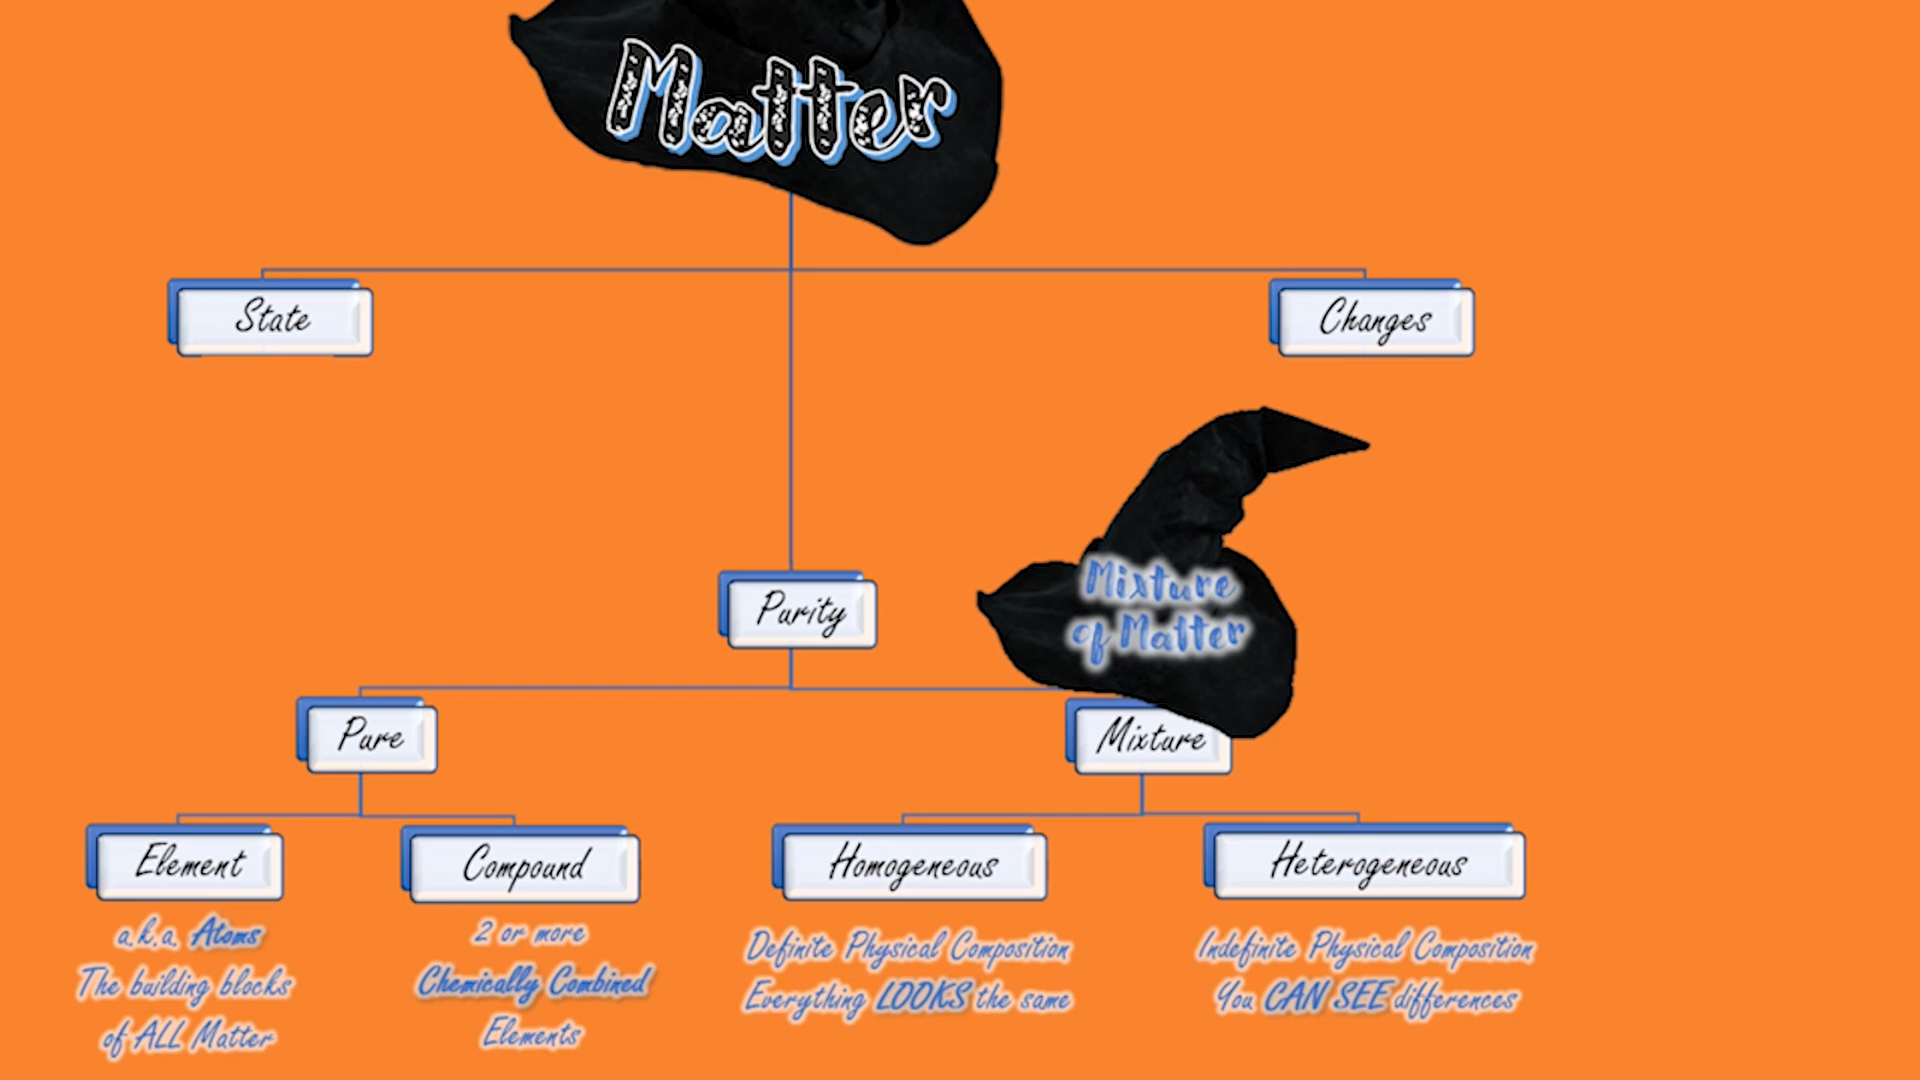 Matter
State
Changes
Mixture
of Matter
Purity
Pure
Mixture
Element
Compound
Homogeneous
Heterogeneous
a.k.a. Atoms
The building blocks
of ALL Matter
2 or more
Chemically Combined
Elements
Definite Physical Composition
Everything LOOKS the same
Indefinite Physical Composition
You CAN SEE differences